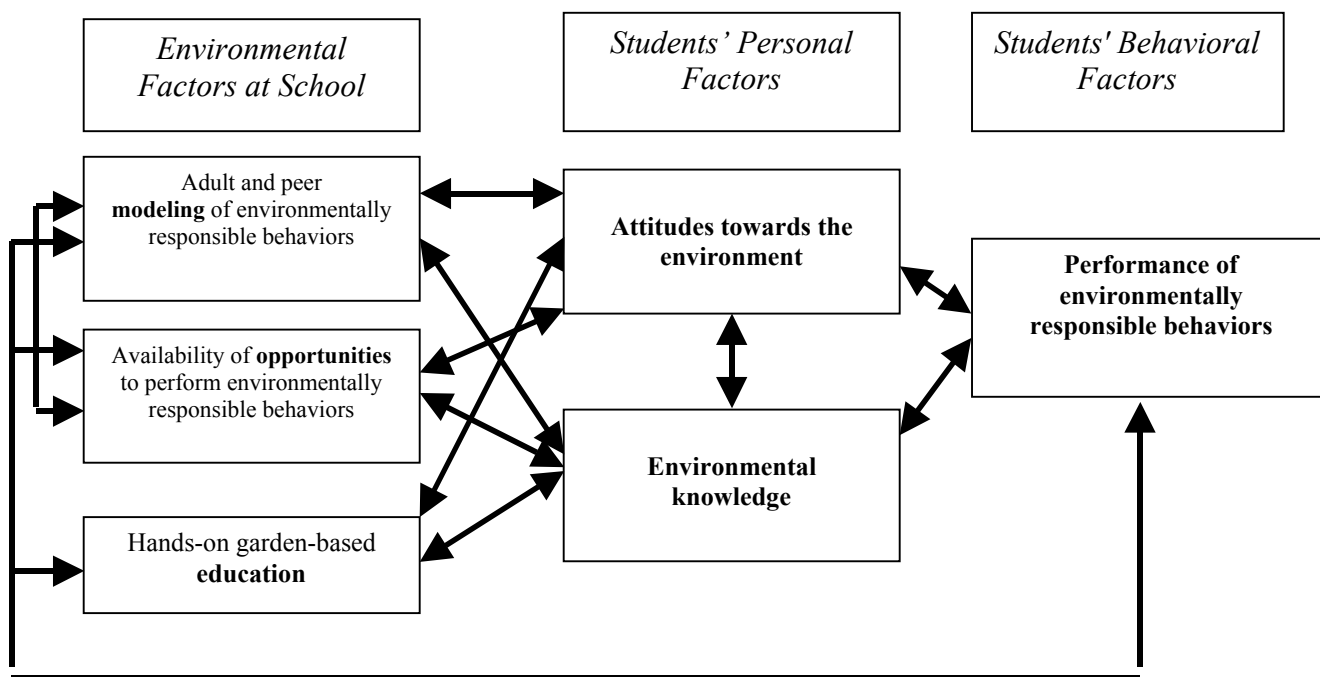 Environmental
Factors at School
Students’ Personal
Factors
Students' Behavioral
Factors
Adult and peer
modeling of environmentally
responsible behaviors
Attitudes towards the
environment
Performance of
environmentally
responsible behaviors
Availability of opportunities
to perform environmentally
responsible behaviors
Environmental
knowledge
Hands-on garden-based
education